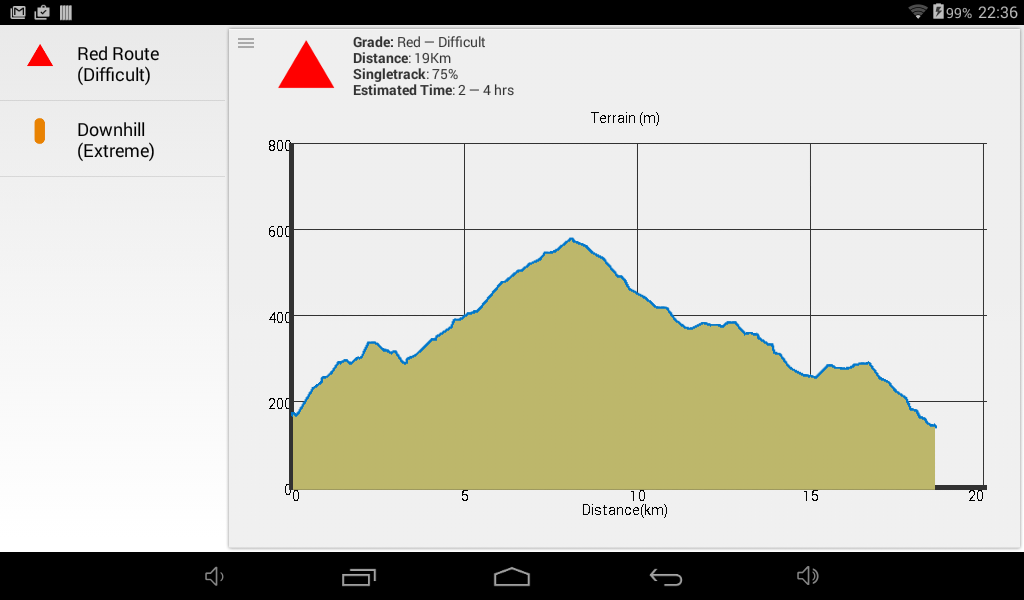 99% 22:36
Red Route
(Difficult)
Downhill
(Extreme)
Grade: Red — Difficult
Distance: 19Km
Singletrack: 75%
Estimated Time: 2 — 4 hrs
Terrain (m)
800
600
400
200
0
0 5 10 15 20
Distance(km)